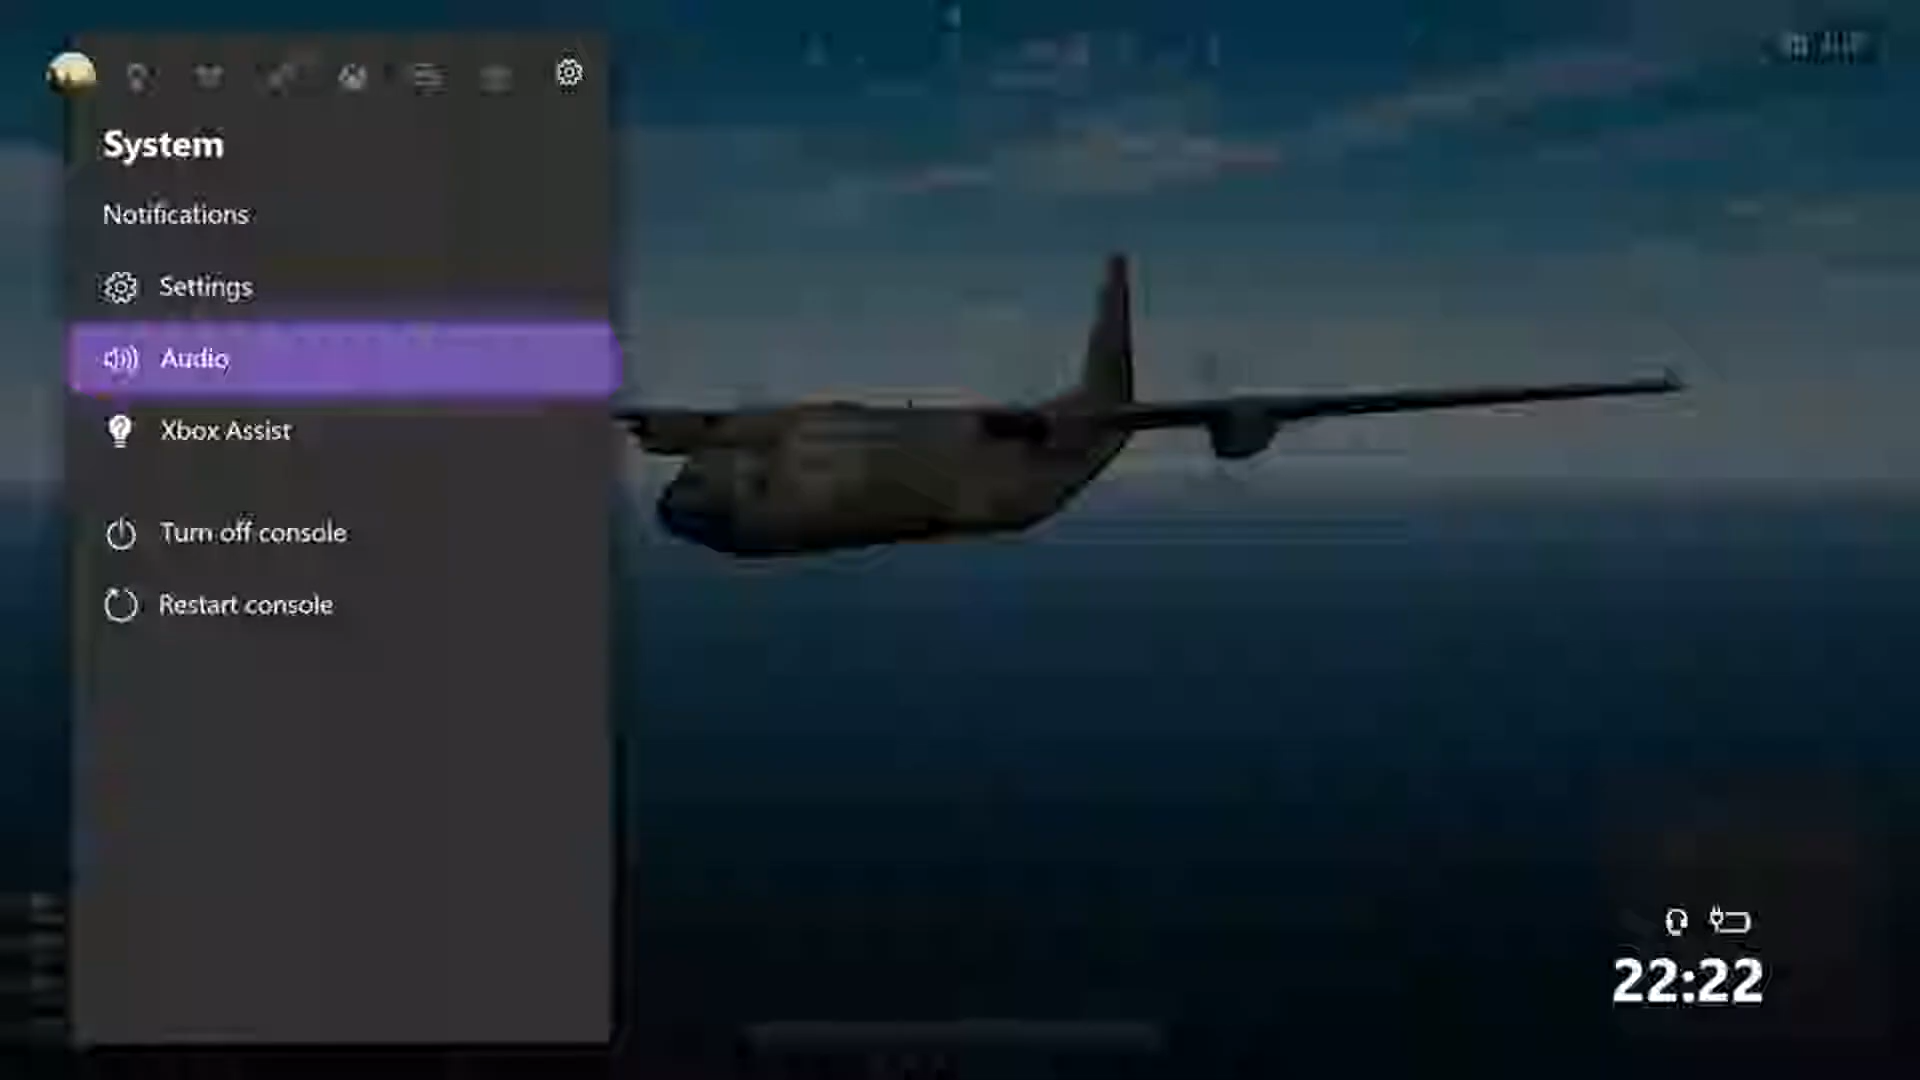 System
Notifications
Settings
Audio
Xbox Assist
Turn off console
Restart console
22:22